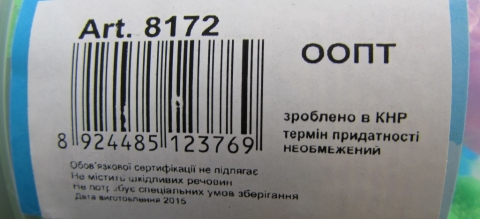 Art. 8172
ООПТ
8 924485 123769
зроблено в КНР
термін придатності
НЕОБМЕЖЕНИЙ
Обов'язкової сертифікації не підлягає
Не містить шкідливих речовин
Не потребує спеціальних умов зберігання
Дата виготовлення 2015